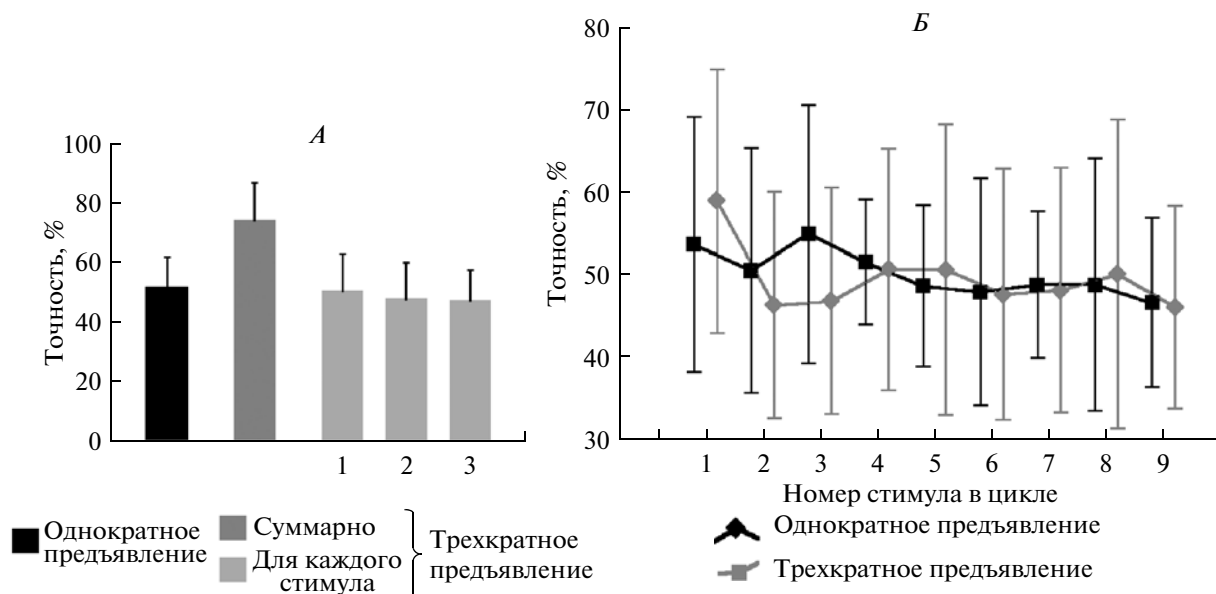 А
Точность, %
100
80
60
40
20
0
1 2 3
Однократное
предъявление
Суммарно
Для каждого
стимула
Трехкратное
предъявление
Б
Точность, %
80
70
60
50
40
30
1 2 3 4 5 6 7 8 9
Номер стимула в цикле
Однократное предъявление
Трехкратное предъявление